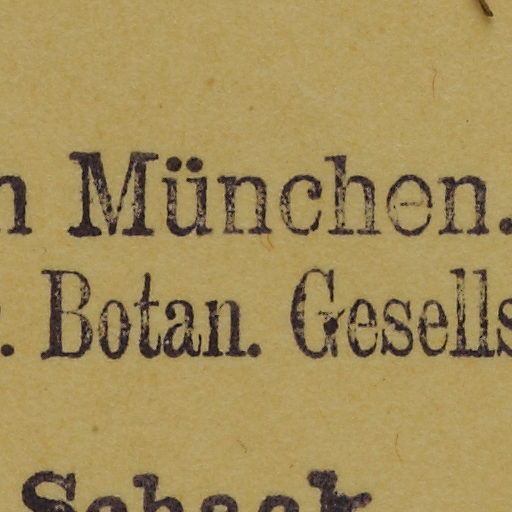 n München.
. Botan. Gesells